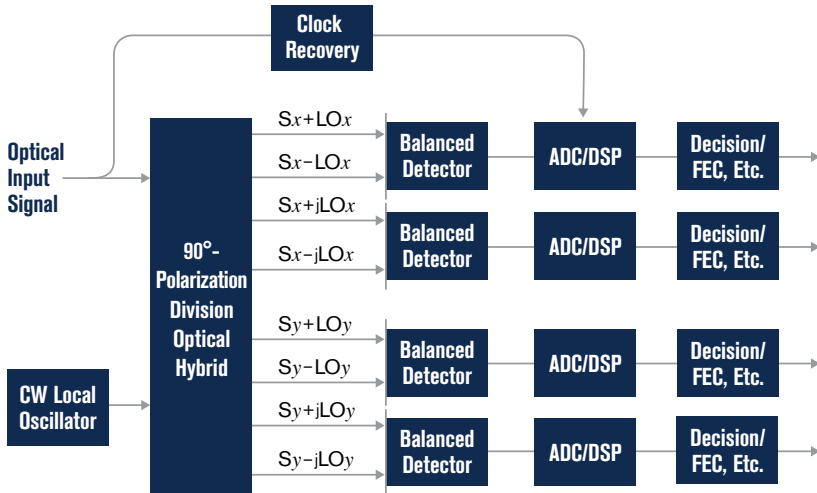 Clock
Recovery
Optical
Input
Signal
90°-
Polarization
Division
Optical
Hybrid
CW Local
Oscillator
Sx+LOx
Sx−LOx
Balanced
Detector
ADC/DSP
Decision/
FEC, Etc.
Sx+jLOx
Sx−jLOx
Balanced
Detector
ADC/DSP
Decision/
FEC, Etc.
Sy+LOy
Sy−LOy
Balanced
Detector
ADC/DSP
Decision/
FEC, Etc.
Sy+jLOy
Sy−jLOy
Balanced
Detector
ADC/DSP
Decision/
FEC, Etc.